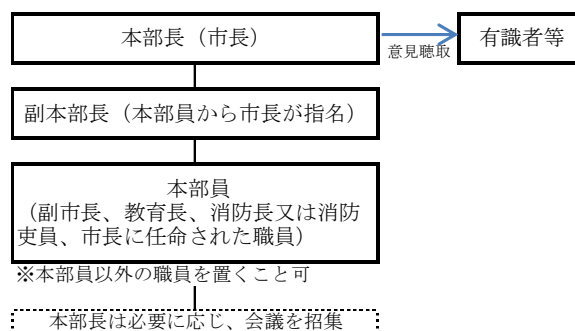 本部長（市長）
意見聴取
有識者等
副本部長（本部員から市長が指名）
本部員
（副市長、教育長、消防長又は消防
吏員、市長に任命された職員）
※本部員以外の職員を置くこと可
本部長は必要に応じ、会議を招集